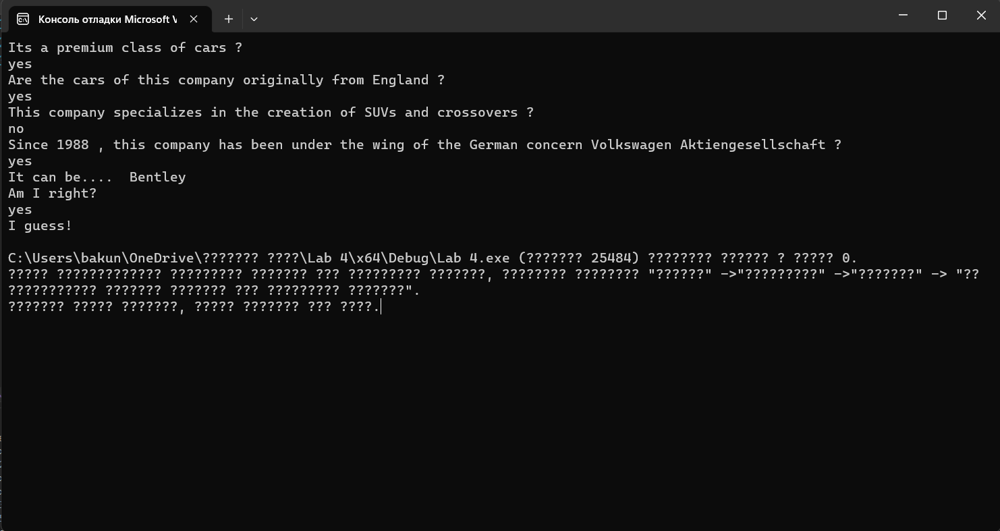 Консоль отладки Microsoft V
Its a premium class of cars ?
yes
Are the cars of this company originally from England ?
yes
This company specializes in the creation of SUVs and crossovers ?
no
Since 1988 , this company has been under the wing of the German concern Volkswagen Aktiengesellschaft ?
yes
It can be....  Bentley
Am I right?
yes
I guess!
C:\Users\bakun\OneDrive\??????? ????\Lab 4\x64\Debug\Lab 4.exe (??????? 25484) ???????? ?????? ? ????? 0.
????? ????????????? ????????? ??????? ??? ????????? ???????, ???????? ???????? "??????" ->"?????????" ->"???????" -> "??
??????????? ??????? ??????? ??? ????????? ???????".
??????? ????? ???????, ????? ??????? ??? ????.